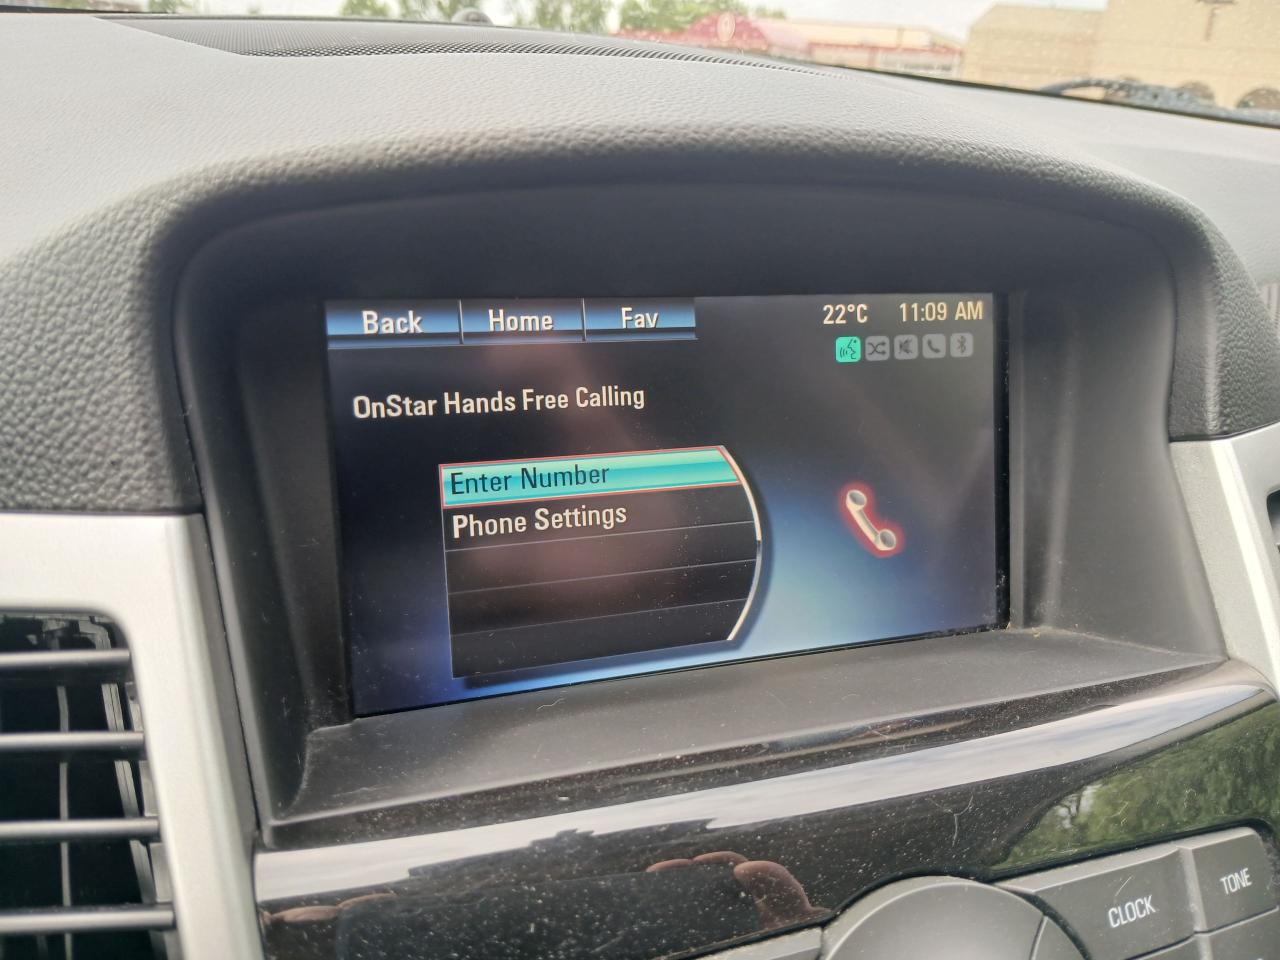 Back Home Fav 22°C 11:09 AM
OnStar Hands Free Calling
Enter Number
Phone Settings
CLOCK
TONE